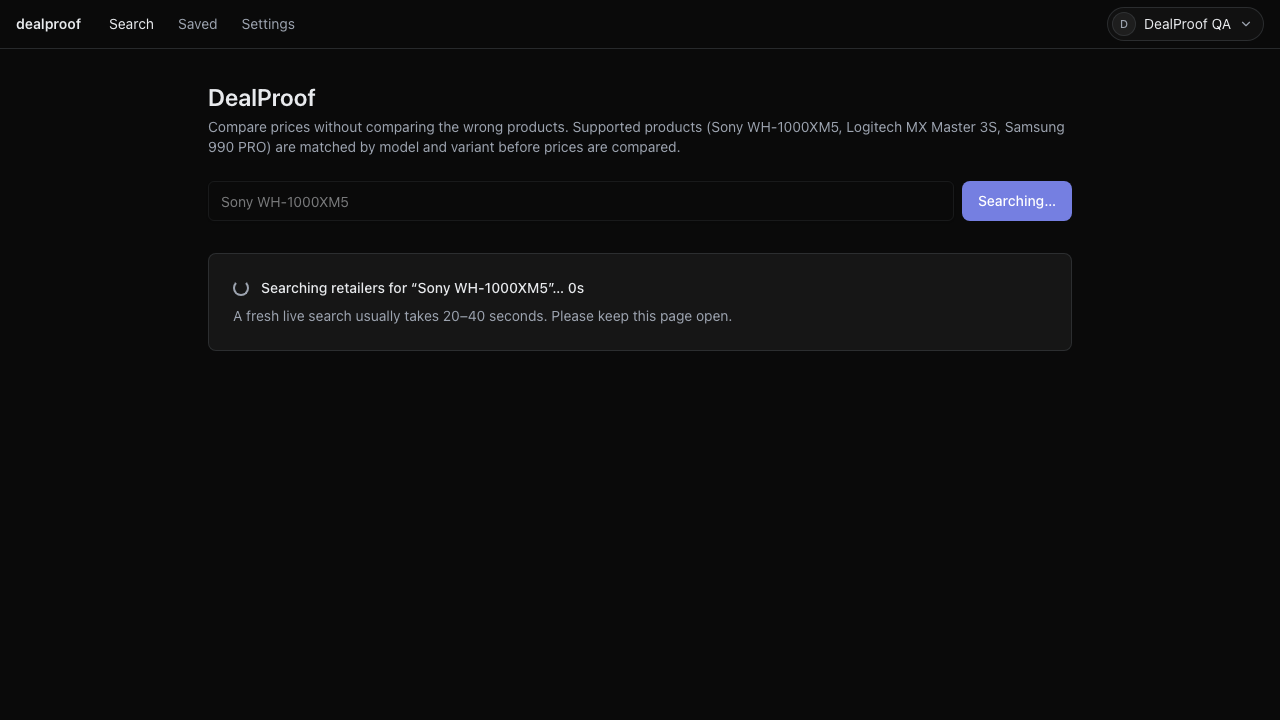 dealproof Search Saved Settings D DealProof QA
DealProof
Compare prices without comparing the wrong products. Supported products (Sony WH-1000XM5, Logitech MX Master 3S, Samsung
990 PRO) are matched by model and variant before prices are compared.
Sony WH-1000XM5 Searching...
Searching retailers for “Sony WH-1000XM5”... 0s
A fresh live search usually takes 20–40 seconds. Please keep this page open.